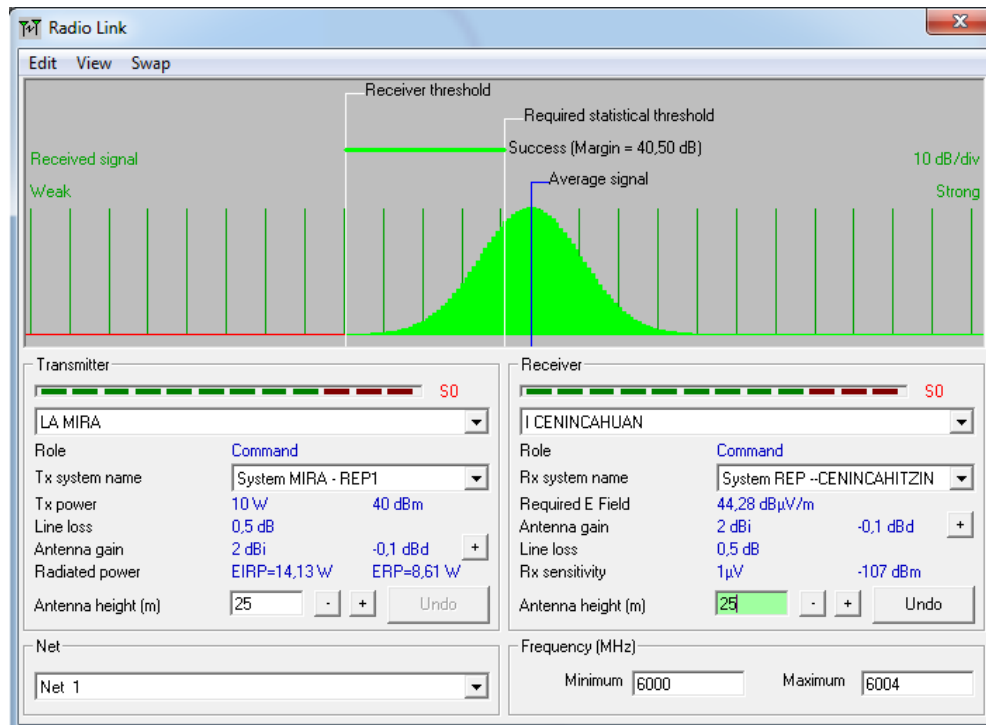 Radio Link
Edit View Swap
Receiver threshold
Required statistical threshold
Success (Margin = 40,50 dB)
Received signal
10 dB/div
Average signal
Weak
Strong
Transmitter
S0
LA MIRA
Role Command
Tx system name System MIRA - REP1
Tx power 10 W 40 dBm
Line loss 0,5 dB
Antenna gain 2 dBi -0,1 dBd +
Radiated power EIRP=14,13 W ERP=8,61 W
Antenna height (m) 25 - + Undo
Receiver
S0
I CENINCAHUAN
Role Command
Rx system name System REP --CENINCAHITZIN
Required E Field 44,28 dBµV/m
Antenna gain 2 dBi -0,1 dBd +
Line loss 0,5 dB
Rx sensitivity 1µV -107 dBm
Antenna height (m) 25 - + Undo
Net
Net 1
Frequency (MHz)
Minimum 6000 Maximum 6004